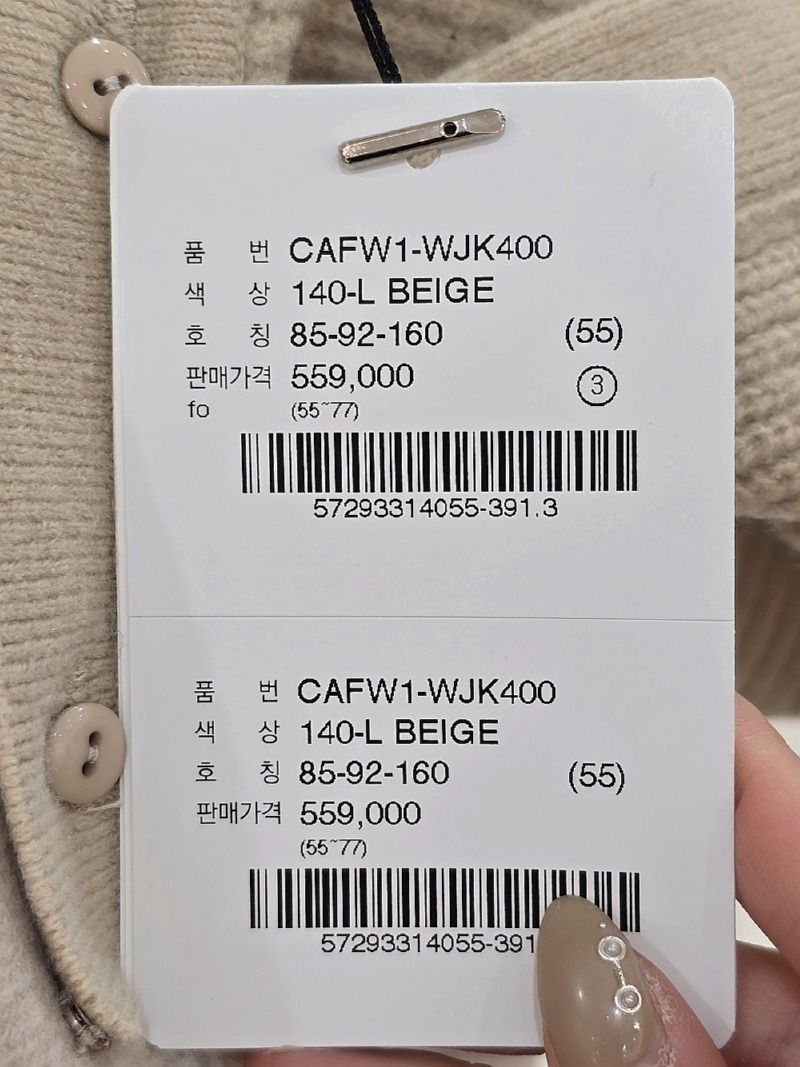 품 번 CAFW1-WJK400
색 상 140-L BEIGE
호 칭 85-92-160 (55)
판매가격 559,000 ③
fo (55~77)
57293314055-391.3
품 번 CAFW1-WJK400
색 상 140-L BEIGE
호 칭 85-92-160 (55)
판매가격 559,000
(55~77)
57293314055-391